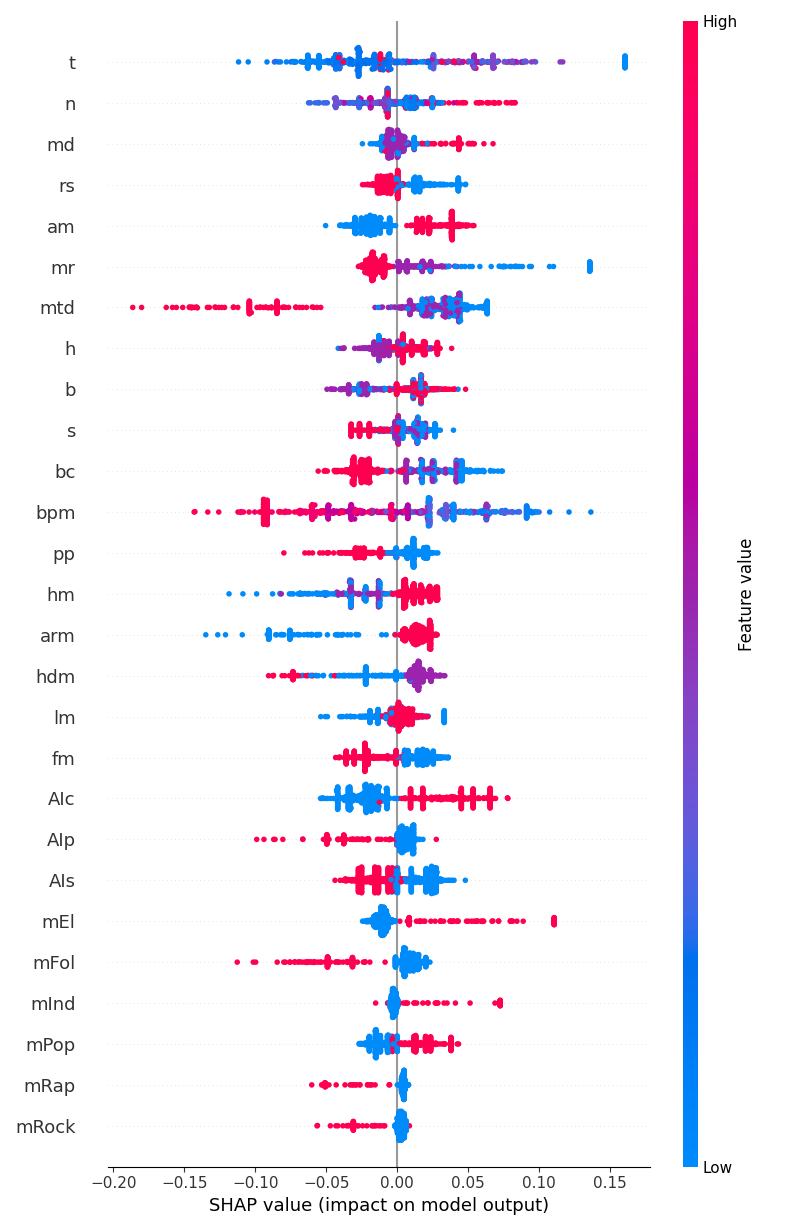 High
t
n
md
rs
am
mr
mtd
h
b
s
bc
bpm
pp
hm
arm
hdm
lm
fm
AIc
AIp
AIs
mEl
mFol
mInd
mPop
mRap
mRock
Feature value
Low
−0.20 −0.15 −0.10 −0.05 0.00 0.05 0.10 0.15
SHAP value (impact on model output)